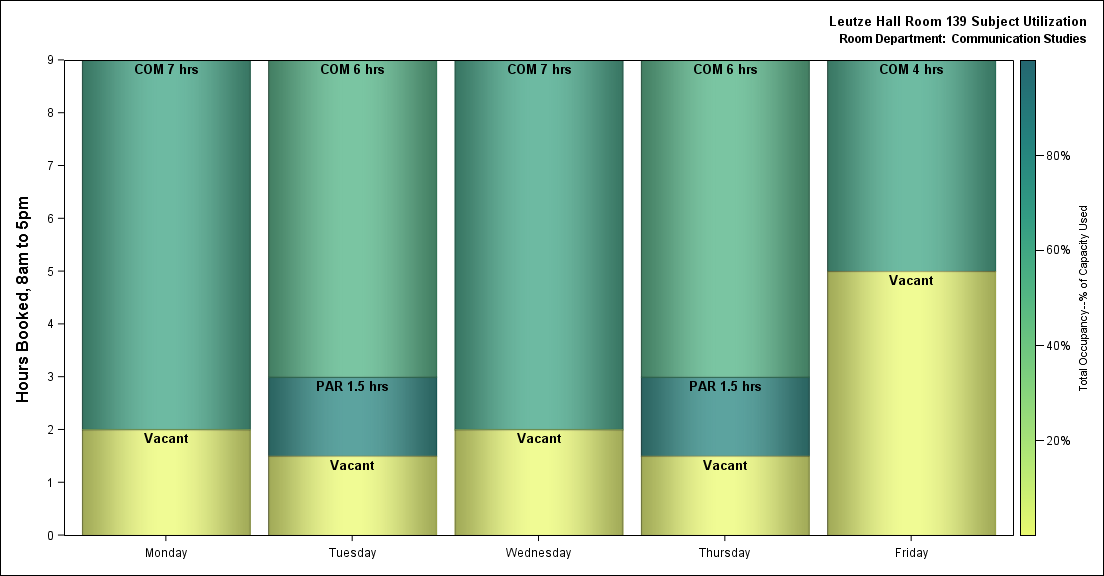 Leutze Hall Room 139 Subject Utilization
Room Department: Communication Studies
Hours Booked, 8am to 5pm
9
8
7
6
5
4
3
2
1
0
COM 7 hrs
Vacant
COM 6 hrs
PAR 1.5 hrs
Vacant
COM 7 hrs
Vacant
COM 6 hrs
PAR 1.5 hrs
Vacant
COM 4 hrs
Vacant
Monday
Tuesday
Wednesday
Thursday
Friday
80%
60%
40%
20%
Total Occupancy--% of Capacity Used